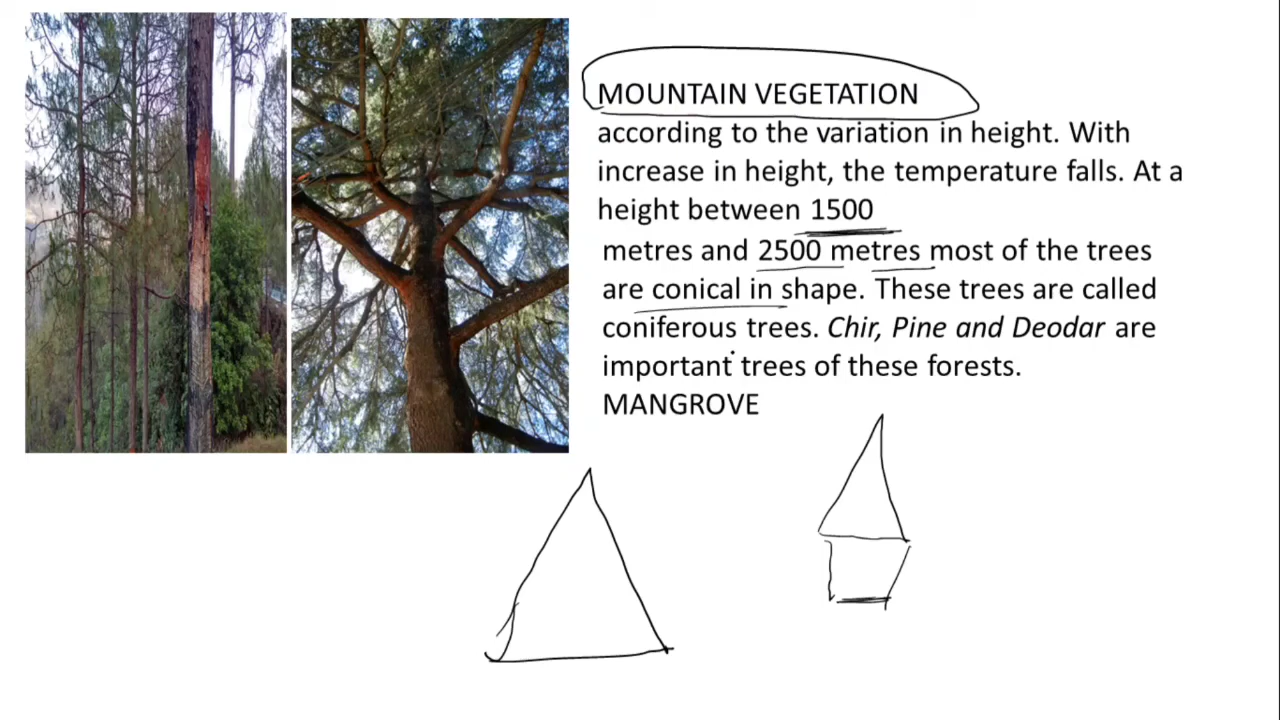 MOUNTAIN VEGETATION
according to the variation in height. With
increase in height, the temperature falls. At a
height between 1500
metres and 2500 metres most of the trees
are conical in shape. These trees are called
coniferous trees. Chir, Pine and Deodar are
important trees of these forests.
MANGROVE